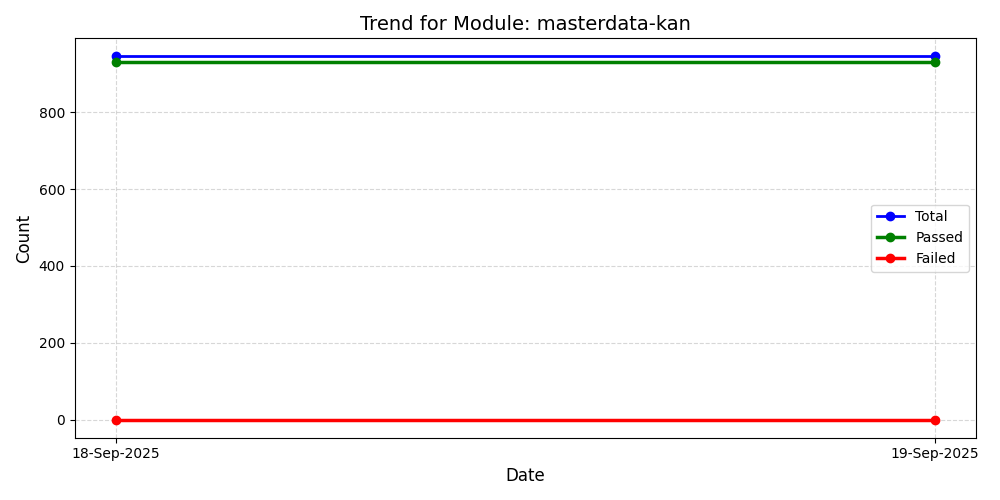 Trend for Module: masterdata-kan
Count
800
600
400
200
0
Total
Passed
Failed
18-Sep-2025
19-Sep-2025
Date